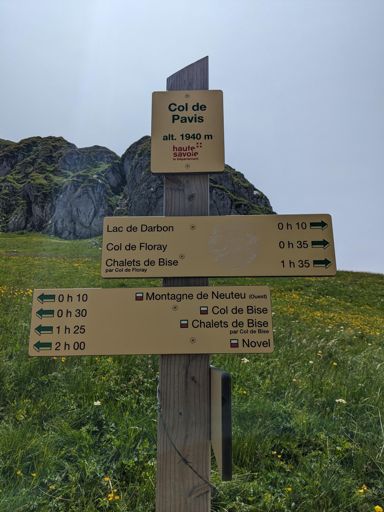 Col de
Pavis
alt. 1940 m
haute
savoie
le Département
Lac de Darbon 0 h 10
Col de Floray 0 h 35
Chalets de Bise 1 h 35
par Col de Floray
0 h 10 Montagne de Neuteu (Ouest)
0 h 30 Col de Bise
1 h 25 Chalets de Bise
par Col de Bise
2 h 00 Novel